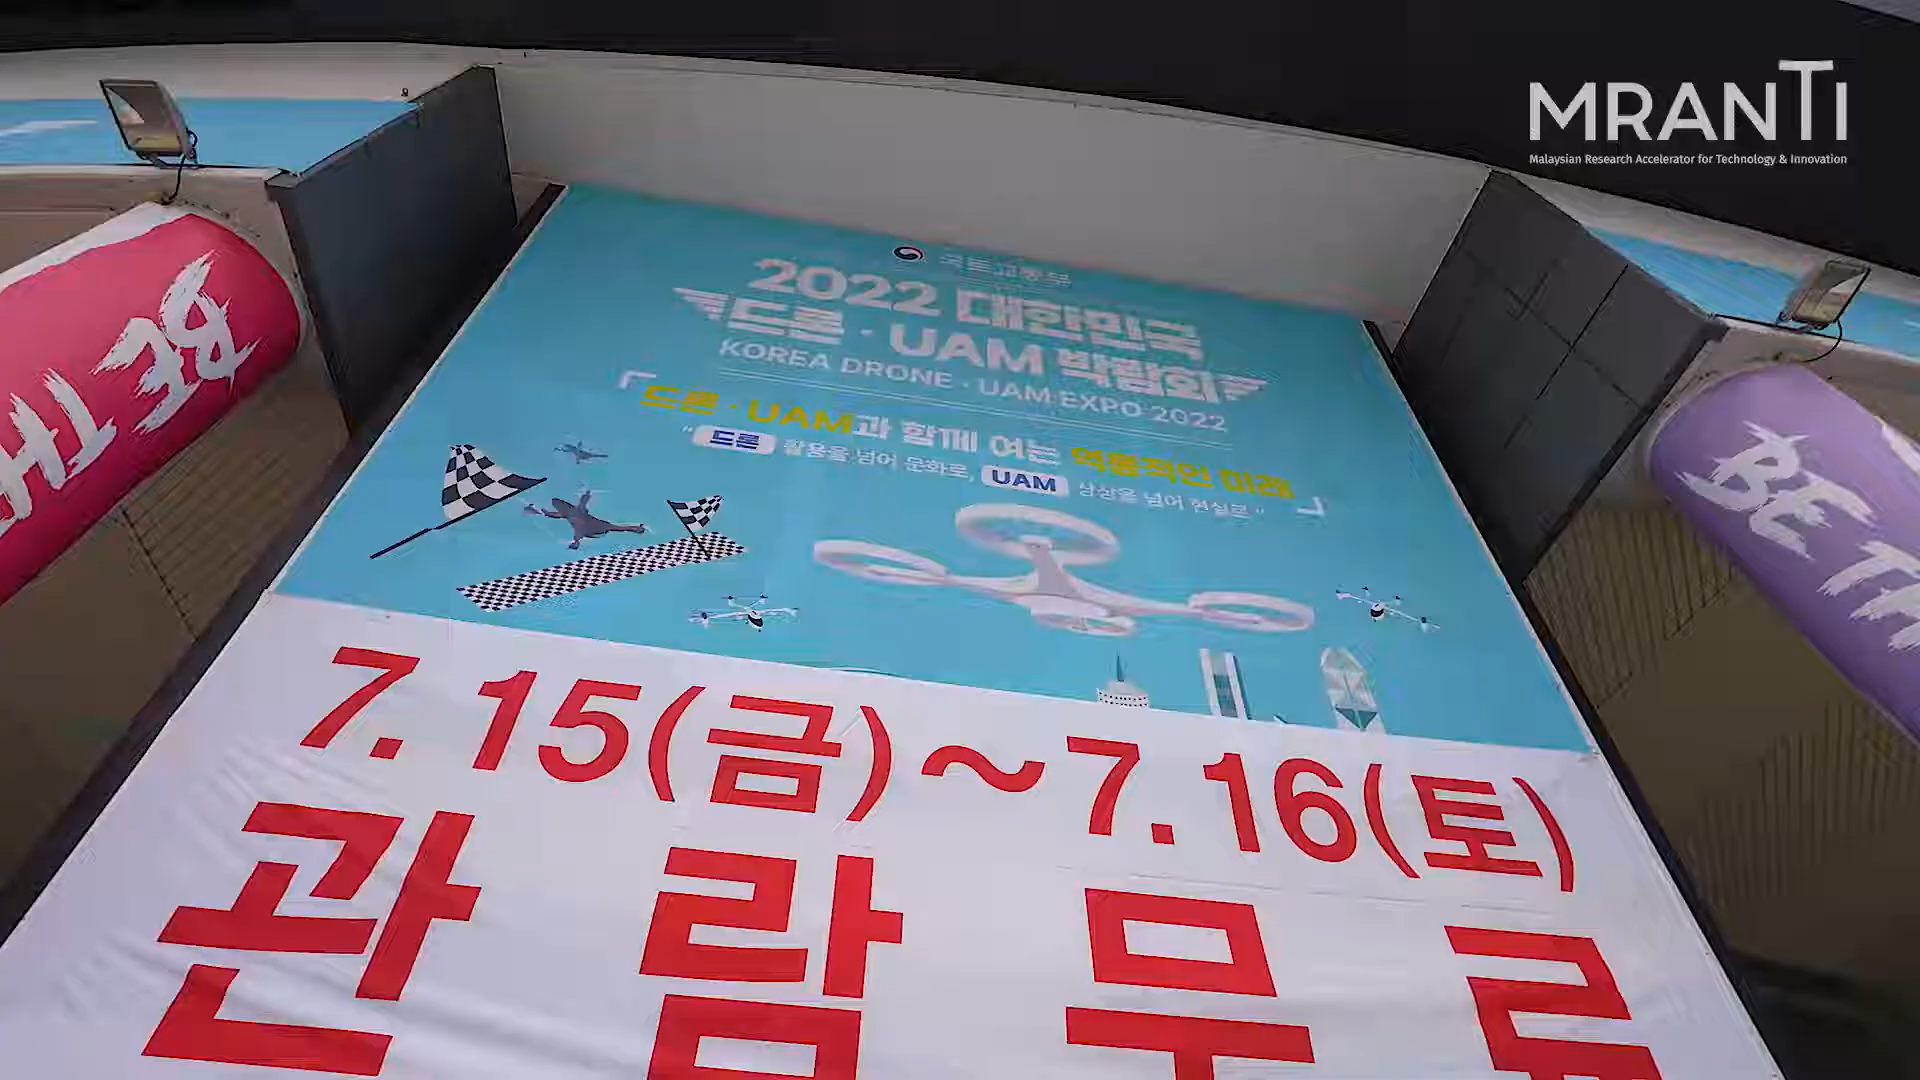 MRANTI
Malaysian Research Accelerator for Technology & Innovation
국토교통부
2022 대한민국
드론 · UAM 박람회
KOREA DRONE · UAM EXPO 2022
「드론 · UAM과 함께 여는 역동적인 미래」
“드론 활용을 넘어 문화로, UAM 상상을 넘어 현실로”
7. 15(금)~7. 16(토)
관람무료
BE TH
BE TH